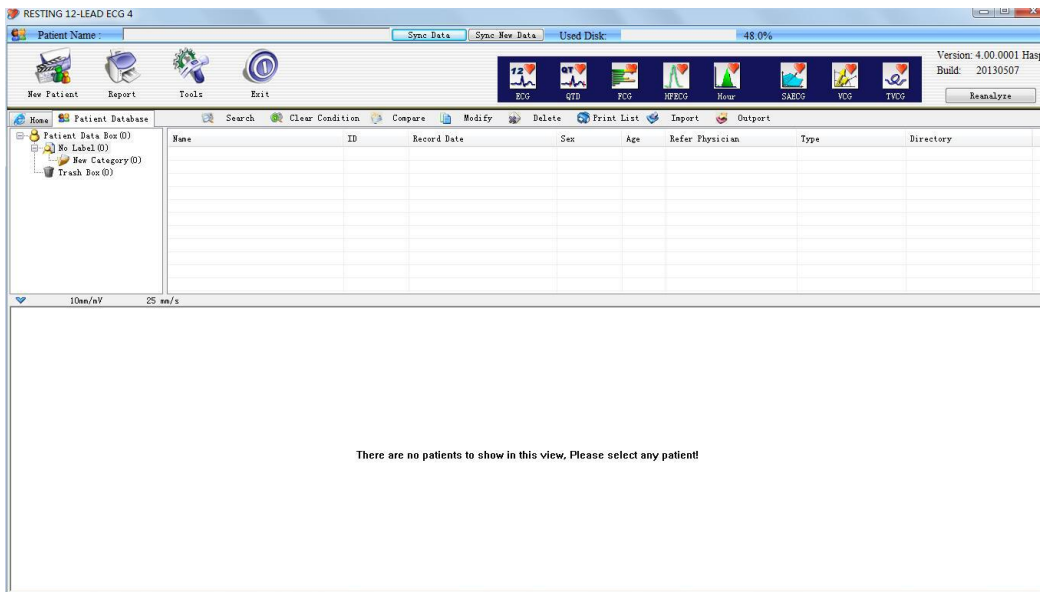 RESTING 12-LEAD ECG 4
Patient Name : Sync Data Sync New Data Used Disk: 48.0%
Version: 4.00.0001 Hasp
Build: 20130507
New Patient Report Tools Exit
12 QT
ECG QTD FCG HFECG Hour SAECG VCG TVCG Reanalyze
Home Patient Database Search Clear Condition Compare Modify Delete Print List Import Outport
Patient Data Box(0)
No Label(0)
New Category(0)
Trash Box(0)
Name ID Record Date Sex Age Refer Physician Type Directory
10mm/mV 25 mm/s
There are no patients to show in this view, Please select any patient!